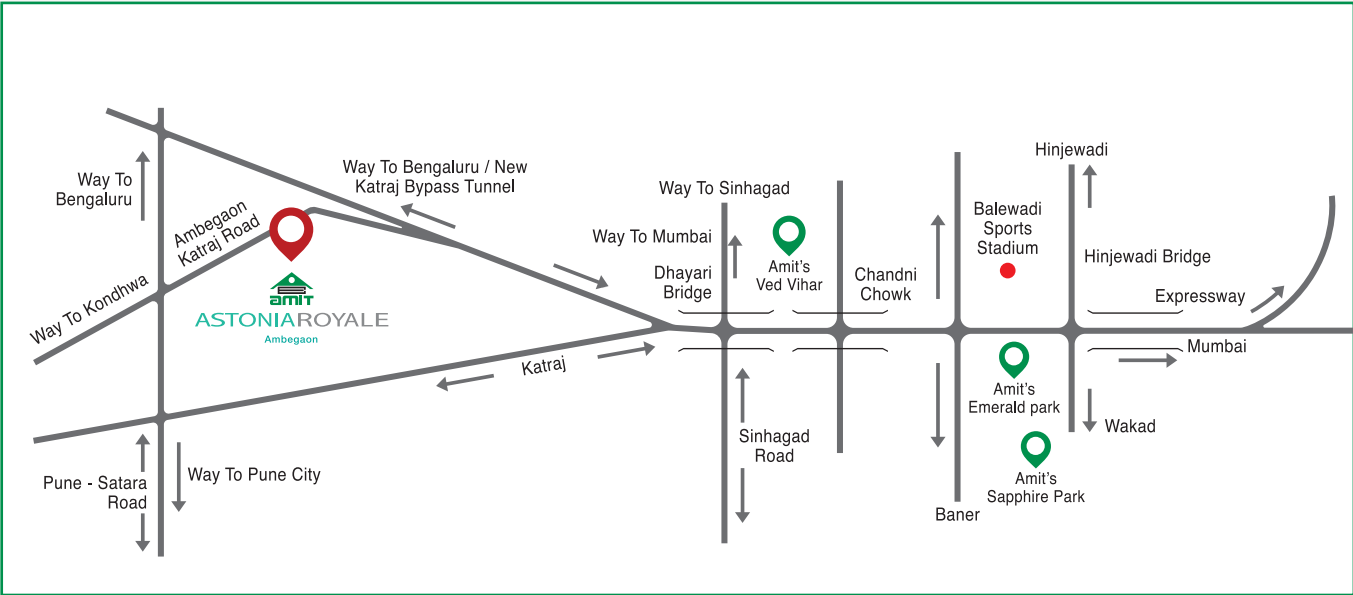 Way To
Bengaluru
Ambegaon
Katraj Road
Way To Kondhwa
amit
ASTONIAROYALE
Ambegaon
Way To Bengaluru / New
Katraj Bypass Tunnel
Katraj
Pune - Satara
Road
Way To Pune City
Way To Sinhagad
Way To Mumbai
Dhayari
Bridge
Amit's
Ved Vihar
Chandni
Chowk
Sinhagad
Road
Balewadi
Sports
Stadium
Hinjewadi
Hinjewadi Bridge
Expressway
Mumbai
Amit's
Emerald park
Wakad
Amit's
Sapphire Park
Baner